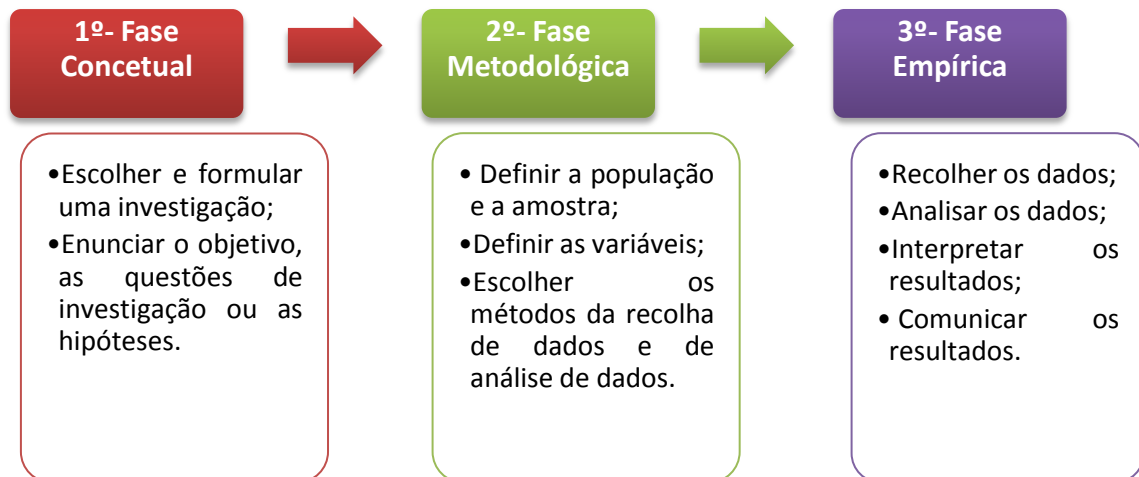 1º- Fase
Concetual
•Escolher e formular
uma investigação;
•Enunciar o objetivo,
as questões de
investigação ou as
hipóteses.
2º- Fase
Metodológica
• Definir a população
e a amostra;
•Definir as variáveis;
•Escolher os
métodos da recolha
de dados e de
análise de dados.
3º- Fase
Empírica
•Recolher os dados;
•Analisar os dados;
•Interpretar os
resultados;
• Comunicar os
resultados.